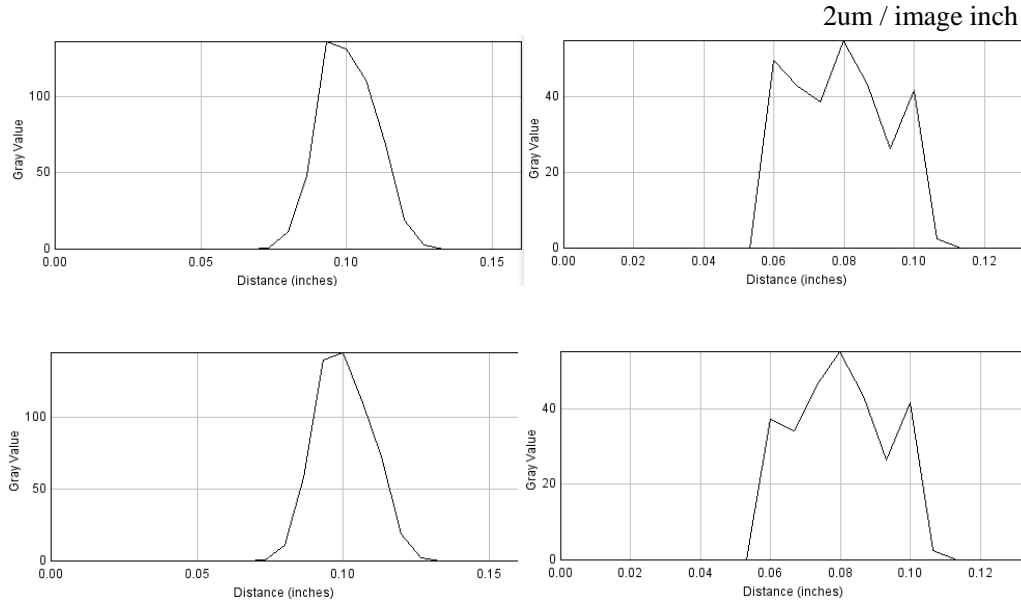 2um / image inch
100
50
0
Gray Value
0.00 0.05 0.10 0.15
Distance (inches)
40
20
0
Gray Value
0.00 0.02 0.04 0.06 0.08 0.10 0.12
Distance (inches)
100
50
0
Gray Value
0.00 0.05 0.10 0.15
Distance (inches)
40
20
0
Gray Value
0.00 0.02 0.04 0.06 0.08 0.10 0.12
Distance (inches)